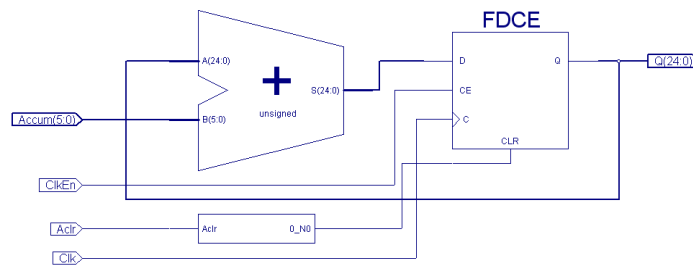 FDCE
A(24:0)
D
Q
Q(24:0)
+
S(24:0)
CE
unsigned
Accum(5:0)
B(5:0)
C
CLR
ClkEn
Aclr
Aclr
0_N0
Clk